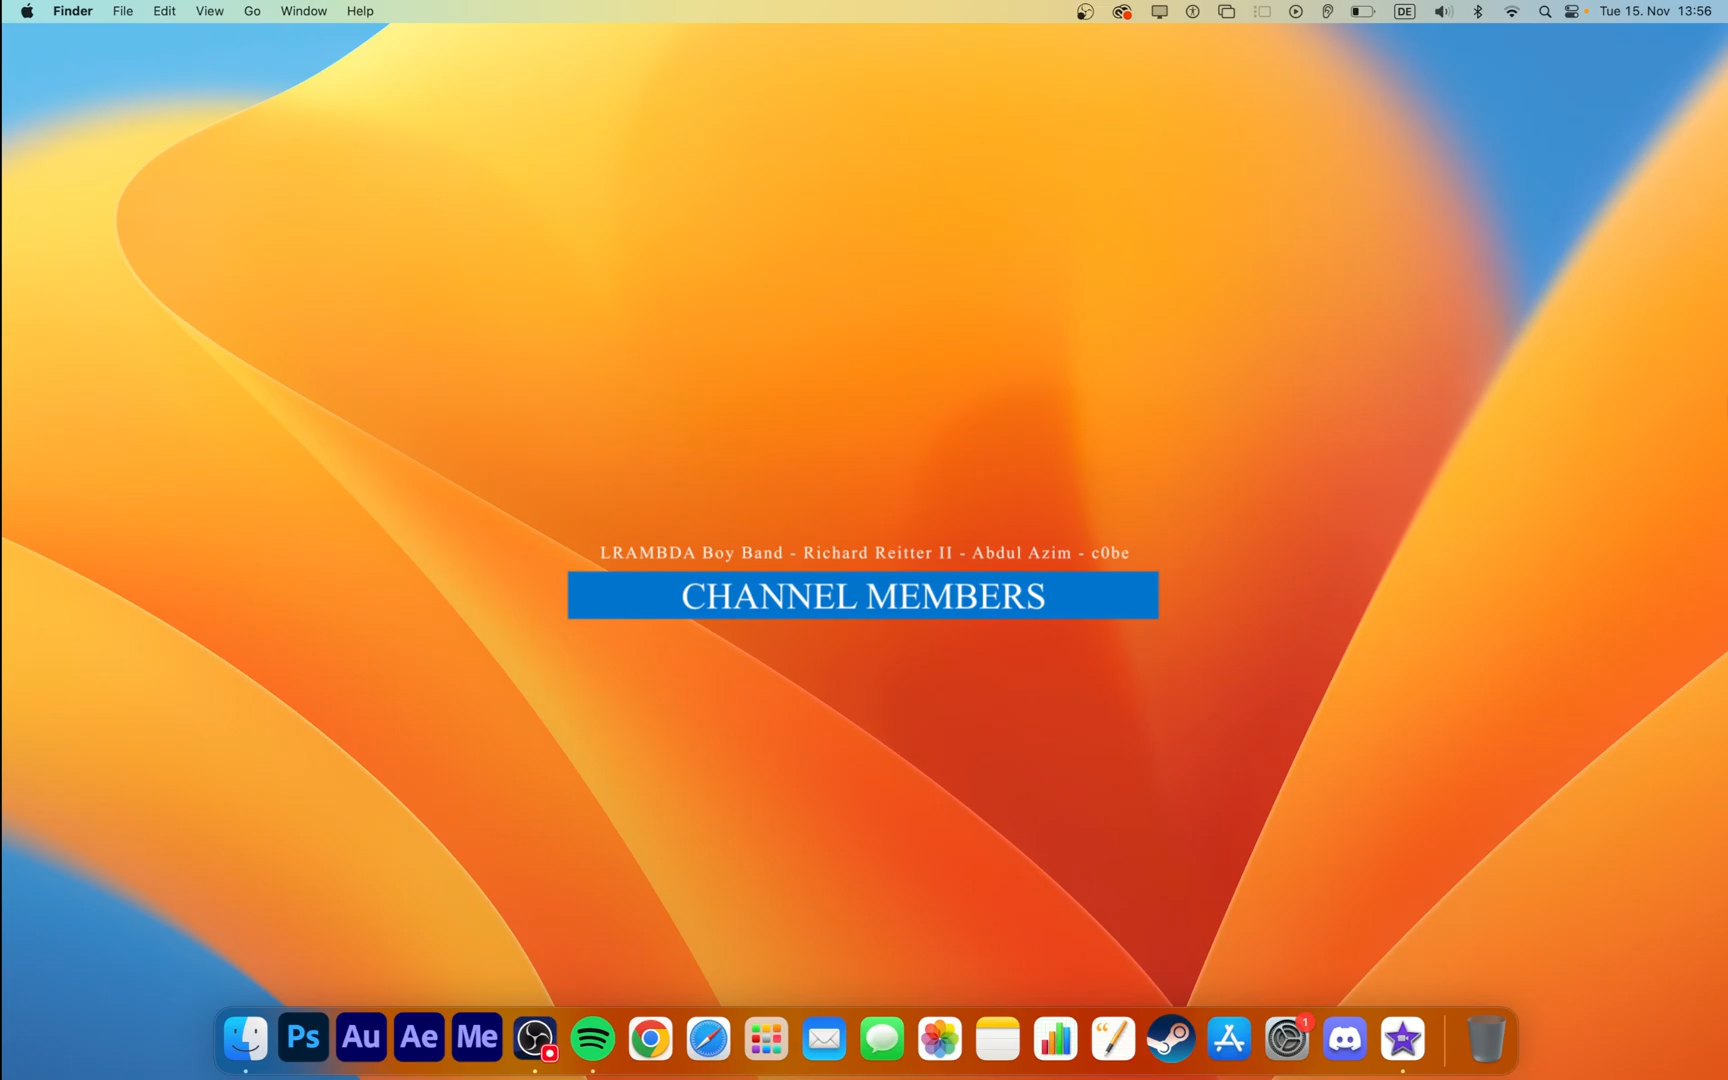 Finder File Edit View Go Window Help DE Tue 15. Nov 13:56
LRAMBDA Boy Band - Richard Reitter II - Abdul Azim - c0be
CHANNEL MEMBERS
Ps Au Ae Me 1